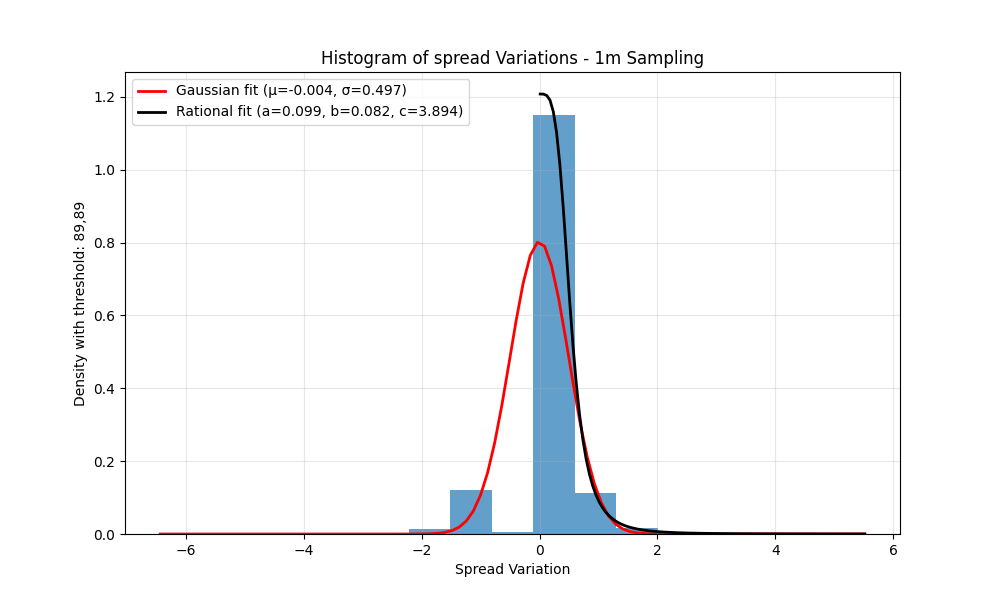 Histogram of spread Variations - 1m Sampling
Gaussian fit (μ=-0.004, σ=0.497)
Rational fit (a=0.099, b=0.082, c=3.894)
1.2
1.0
0.8
0.6
0.4
0.2
0.0
Density with threshold: 89,89
−6 −4 −2 0 2 4 6
Spread Variation